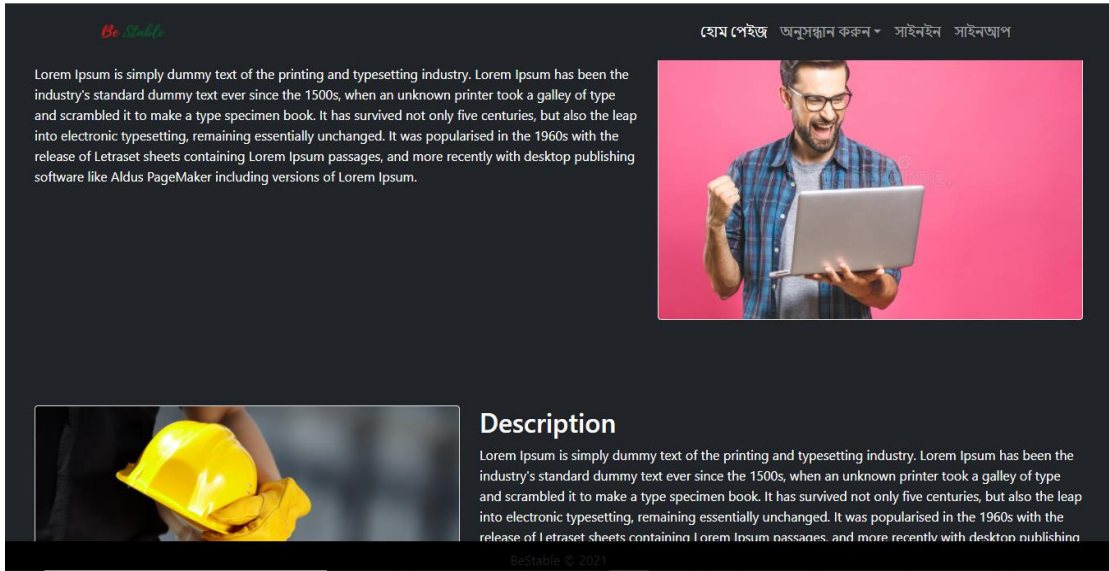 Be Stable
হোম পেইজ অনুসন্ধান করুন সাইনইন সাইনআপ
Lorem Ipsum is simply dummy text of the printing and typesetting industry. Lorem Ipsum has been the
industry's standard dummy text ever since the 1500s, when an unknown printer took a galley of type
and scrambled it to make a type specimen book. It has survived not only five centuries, but also the leap
into electronic typesetting, remaining essentially unchanged. It was popularised in the 1960s with the
release of Letraset sheets containing Lorem Ipsum passages, and more recently with desktop publishing
software like Aldus PageMaker including versions of Lorem Ipsum.
Description
Lorem Ipsum is simply dummy text of the printing and typesetting industry. Lorem Ipsum has been the
industry's standard dummy text ever since the 1500s, when an unknown printer took a galley of type
and scrambled it to make a type specimen book. It has survived not only five centuries, but also the leap
into electronic typesetting, remaining essentially unchanged. It was popularised in the 1960s with the
release of Letraset sheets containing Lorem Ipsum passages, and more recently with desktop publishing
BeStable © 2021